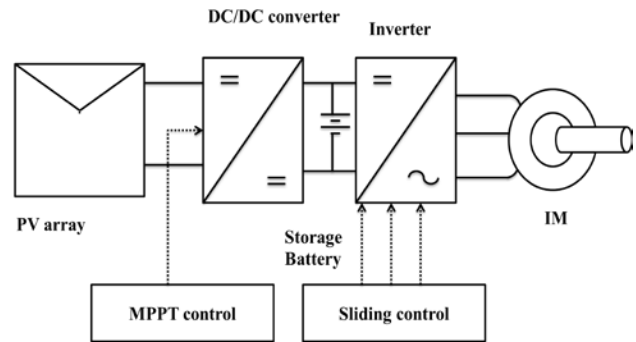 DC/DC converter
Inverter
PV array
IM
Storage
Battery
MPPT control
Sliding control